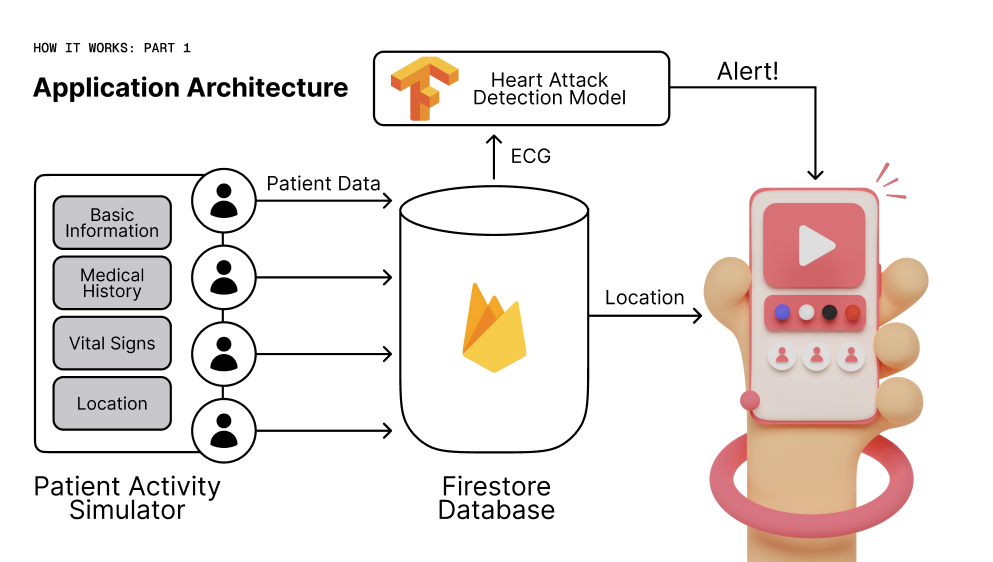 HOW IT WORKS: PART 1
Application Architecture
Heart Attack
Detection Model
Alert!
ECG
Patient Data
Basic
Information
Medical
History
Vital Signs
Location
Location
Patient Activity
Simulator
Firestore
Database